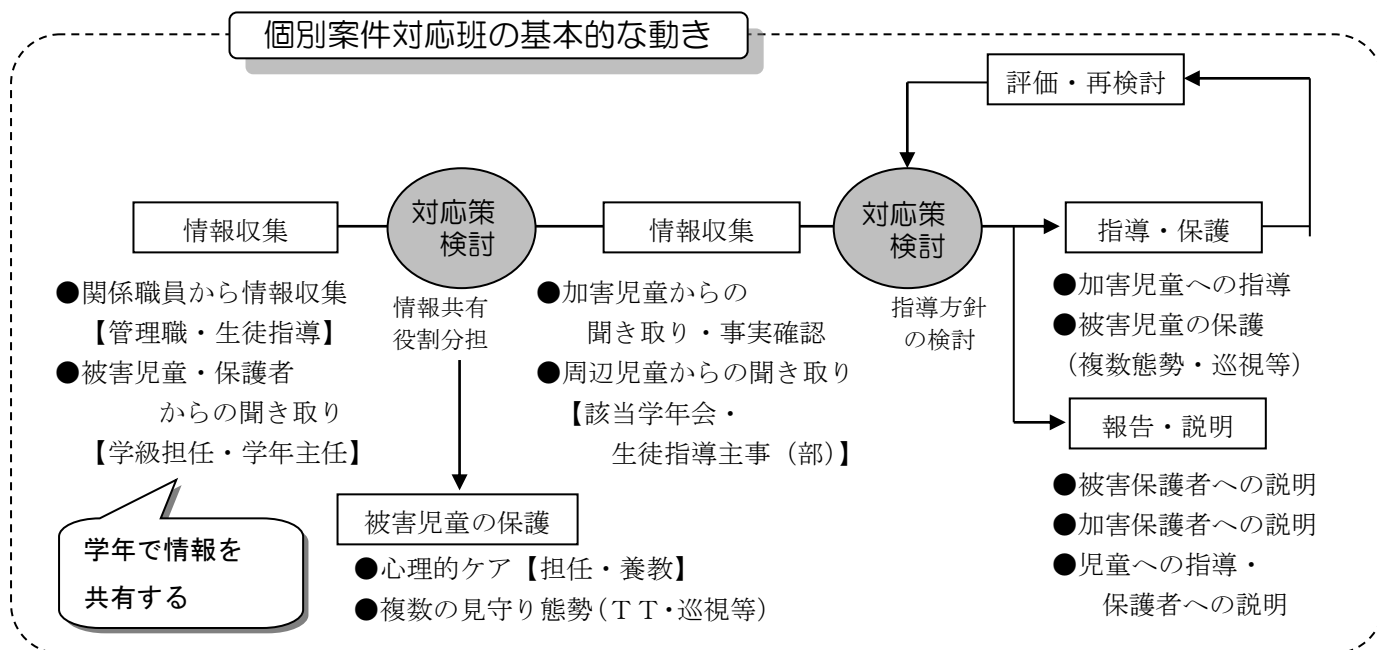 個別案件対応班の基本的な動き
評価・再検討
情報収集
対応策
検討
情報収集
対応策
検討
指導・保護
●関係職員から情報収集
【管理職・生徒指導】
●被害児童・保護者
からの聞き取り
【学級担任・学年主任】
学年で情報を
共有する
情報共有
役割分担
被害児童の保護
●心理的ケア【担任・養教】
●複数の見守り態勢(TT・巡視等)
●加害児童からの
聞き取り・事実確認
●周辺児童からの聞き取り
【該当学年会・
生徒指導主事(部)】
指導方針
の検討
●加害児童への指導
●被害児童の保護
(複数態勢・巡視等)
報告・説明
●被害保護者への説明
●加害保護者への説明
●児童への指導・
保護者への説明